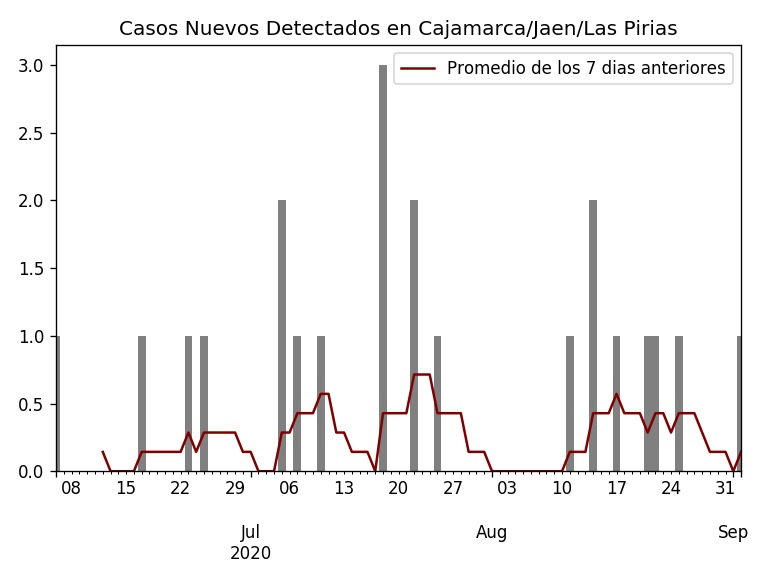 Casos Nuevos Detectados en Cajamarca/Jaen/Las Pirias
Promedio de los 7 dias anteriores
3.0
2.5
2.0
1.5
1.0
0.5
0.0
08 15 22 29 06 13 20 27 03 10 17 24 31
Jul Aug Sep
2020